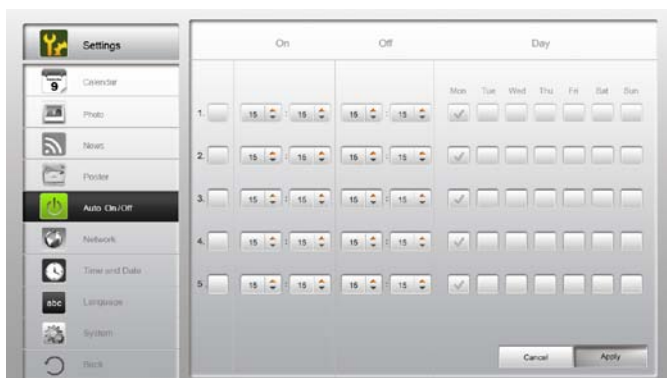 Settings
On Off Day
9 Calendar
Mon Tue Wed Thu Fri Sat Sun
Photo
1. 15 : 15 15 : 15
News
2. 15 : 15 15 : 15
Poster
3. 15 : 15 15 : 15
Auto On/Off
4. 15 : 15 15 : 15
Network
Time and Date
5. 15 : 15 15 : 15
abc Language
System
Back
Cancel Apply